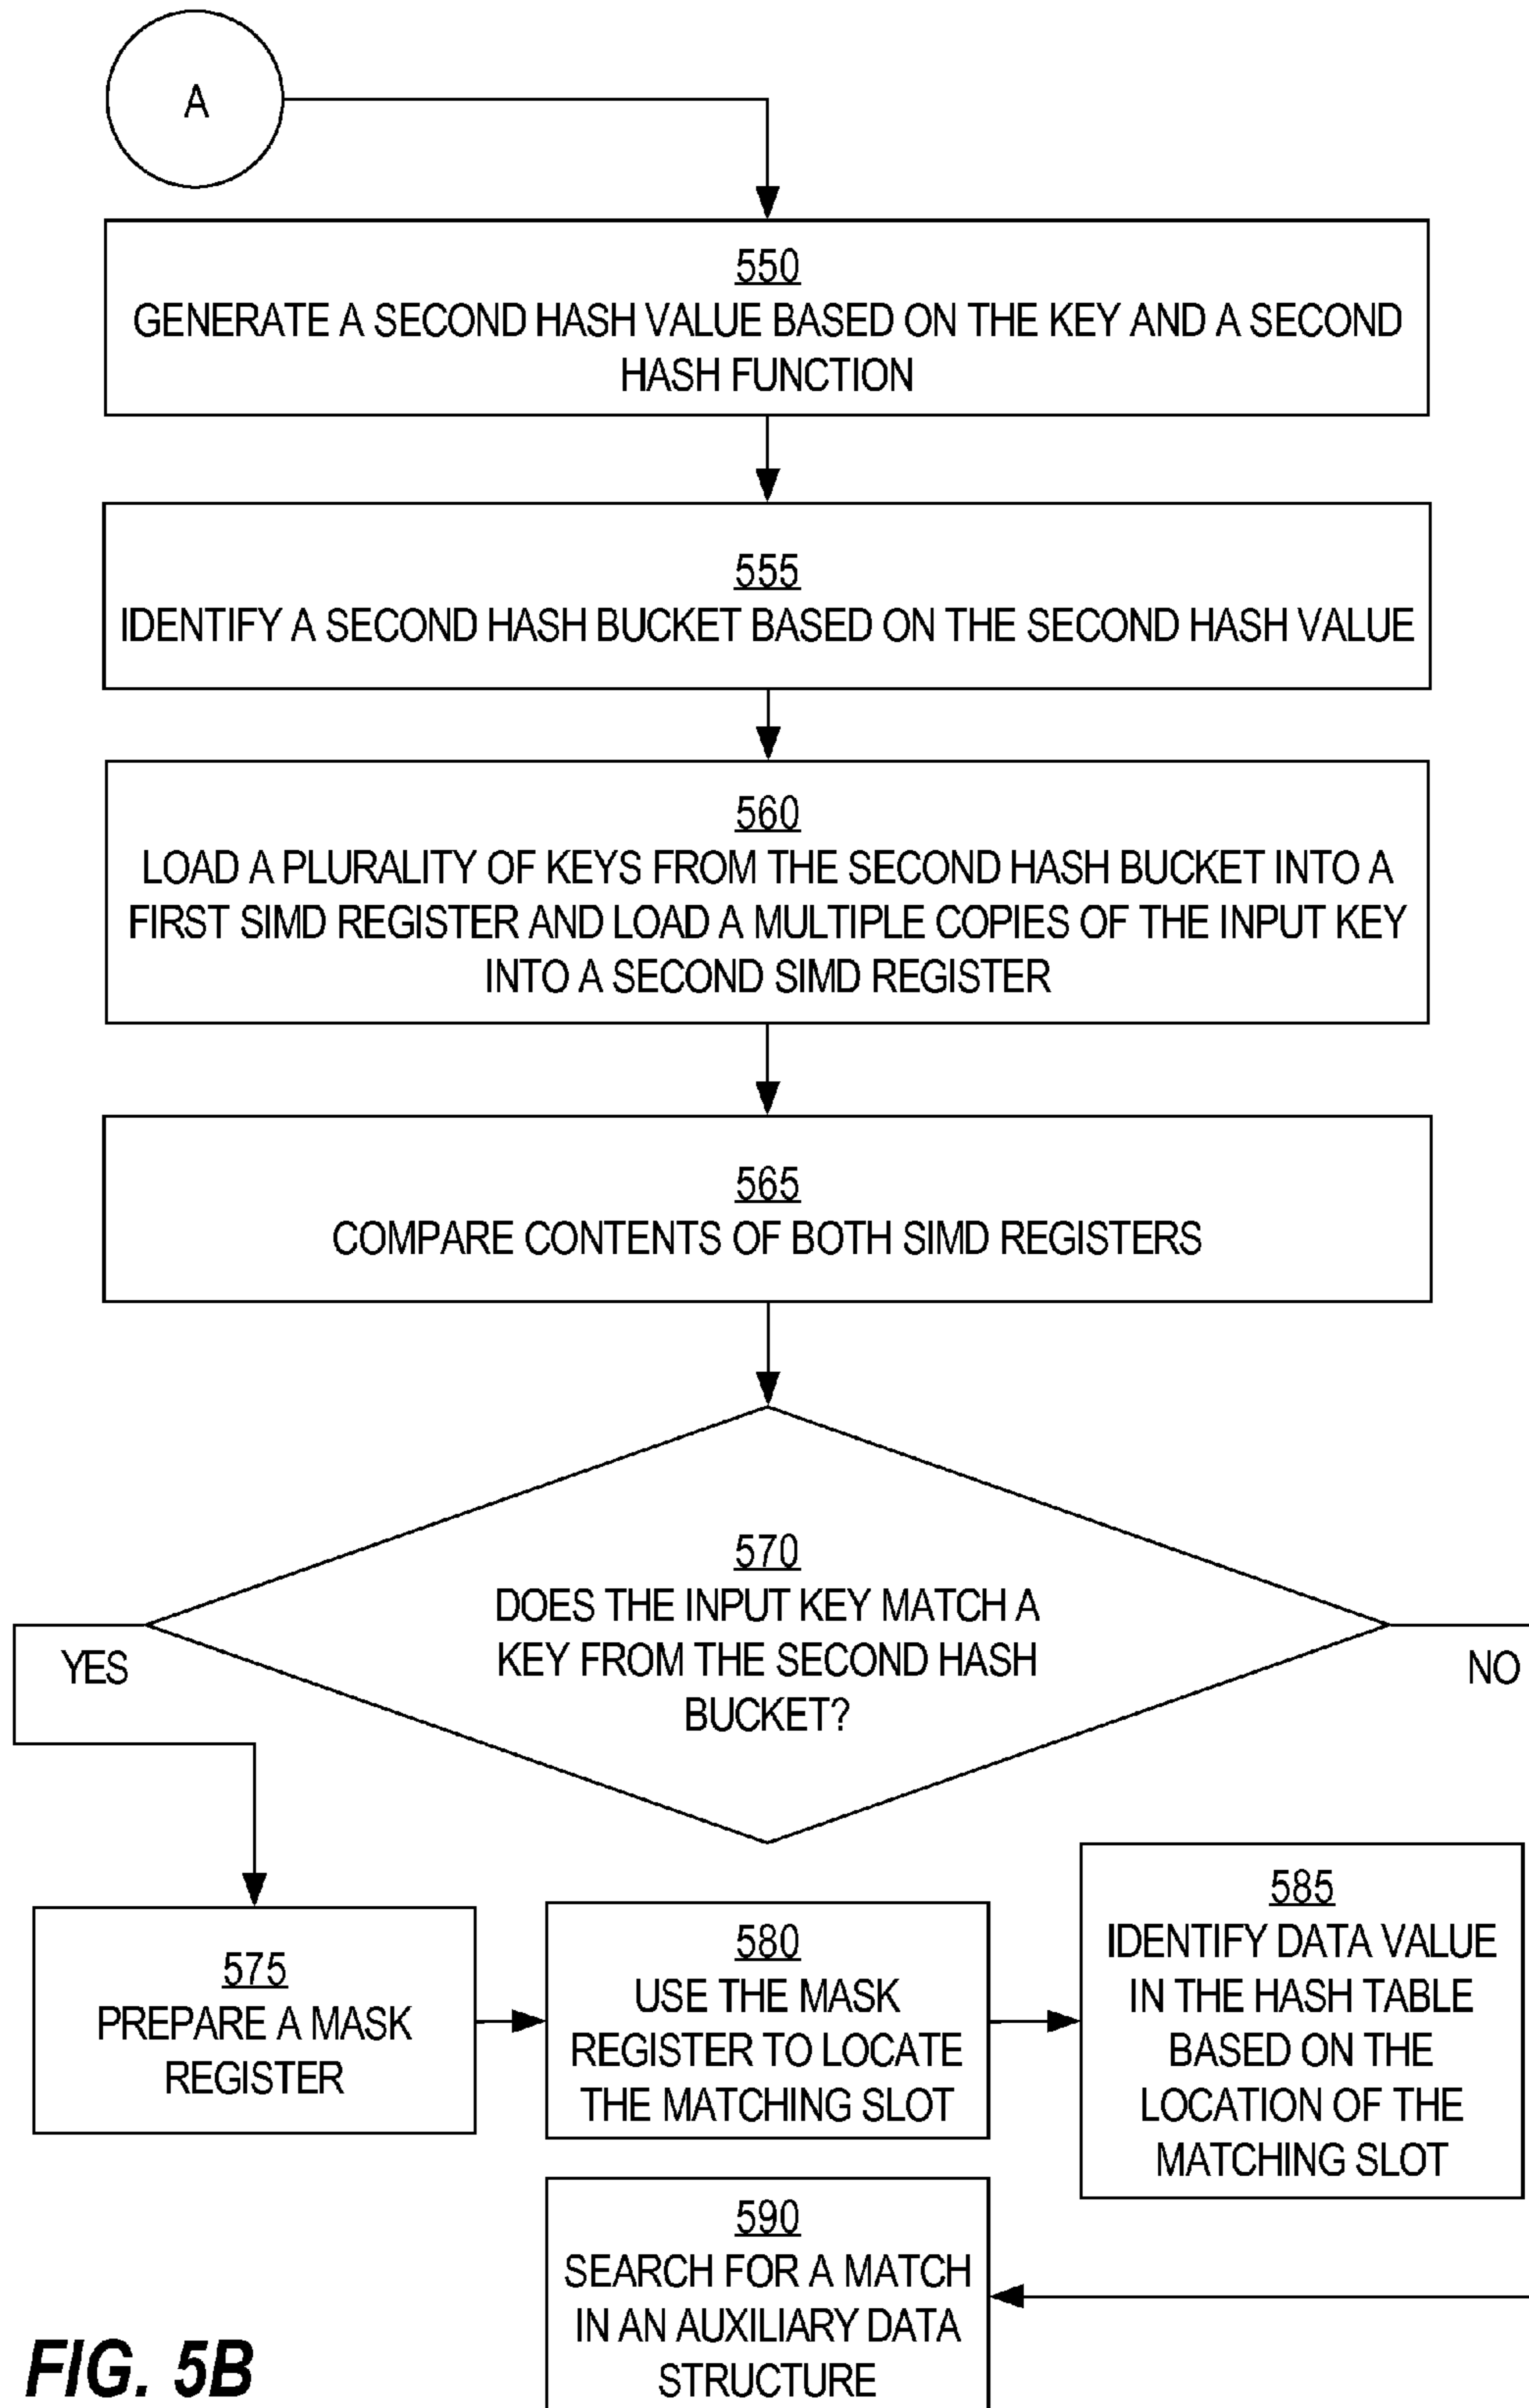 A
550
GENERATE A SECOND HASH VALUE BASED ON THE KEY AND A SECOND
HASH FUNCTION
555
IDENTIFY A SECOND HASH BUCKET BASED ON THE SECOND HASH VALUE
560
LOAD A PLURALITY OF KEYS FROM THE SECOND HASH BUCKET INTO A
FIRST SIMD REGISTER AND LOAD A MULTIPLE COPIES OF THE INPUT KEY
INTO A SECOND SIMD REGISTER
565
COMPARE CONTENTS OF BOTH SIMD REGISTERS
570
DOES THE INPUT KEY MATCH A
KEY FROM THE SECOND HASH
BUCKET?
YES
NO
575
PREPARE A MASK
REGISTER
580
USE THE MASK
REGISTER TO LOCATE
THE MATCHING SLOT
585
IDENTIFY DATA VALUE
IN THE HASH TABLE
BASED ON THE
LOCATION OF THE
MATCHING SLOT
590
SEARCH FOR A MATCH
IN AN AUXILIARY DATA
STRUCTURE
FIG. 5B